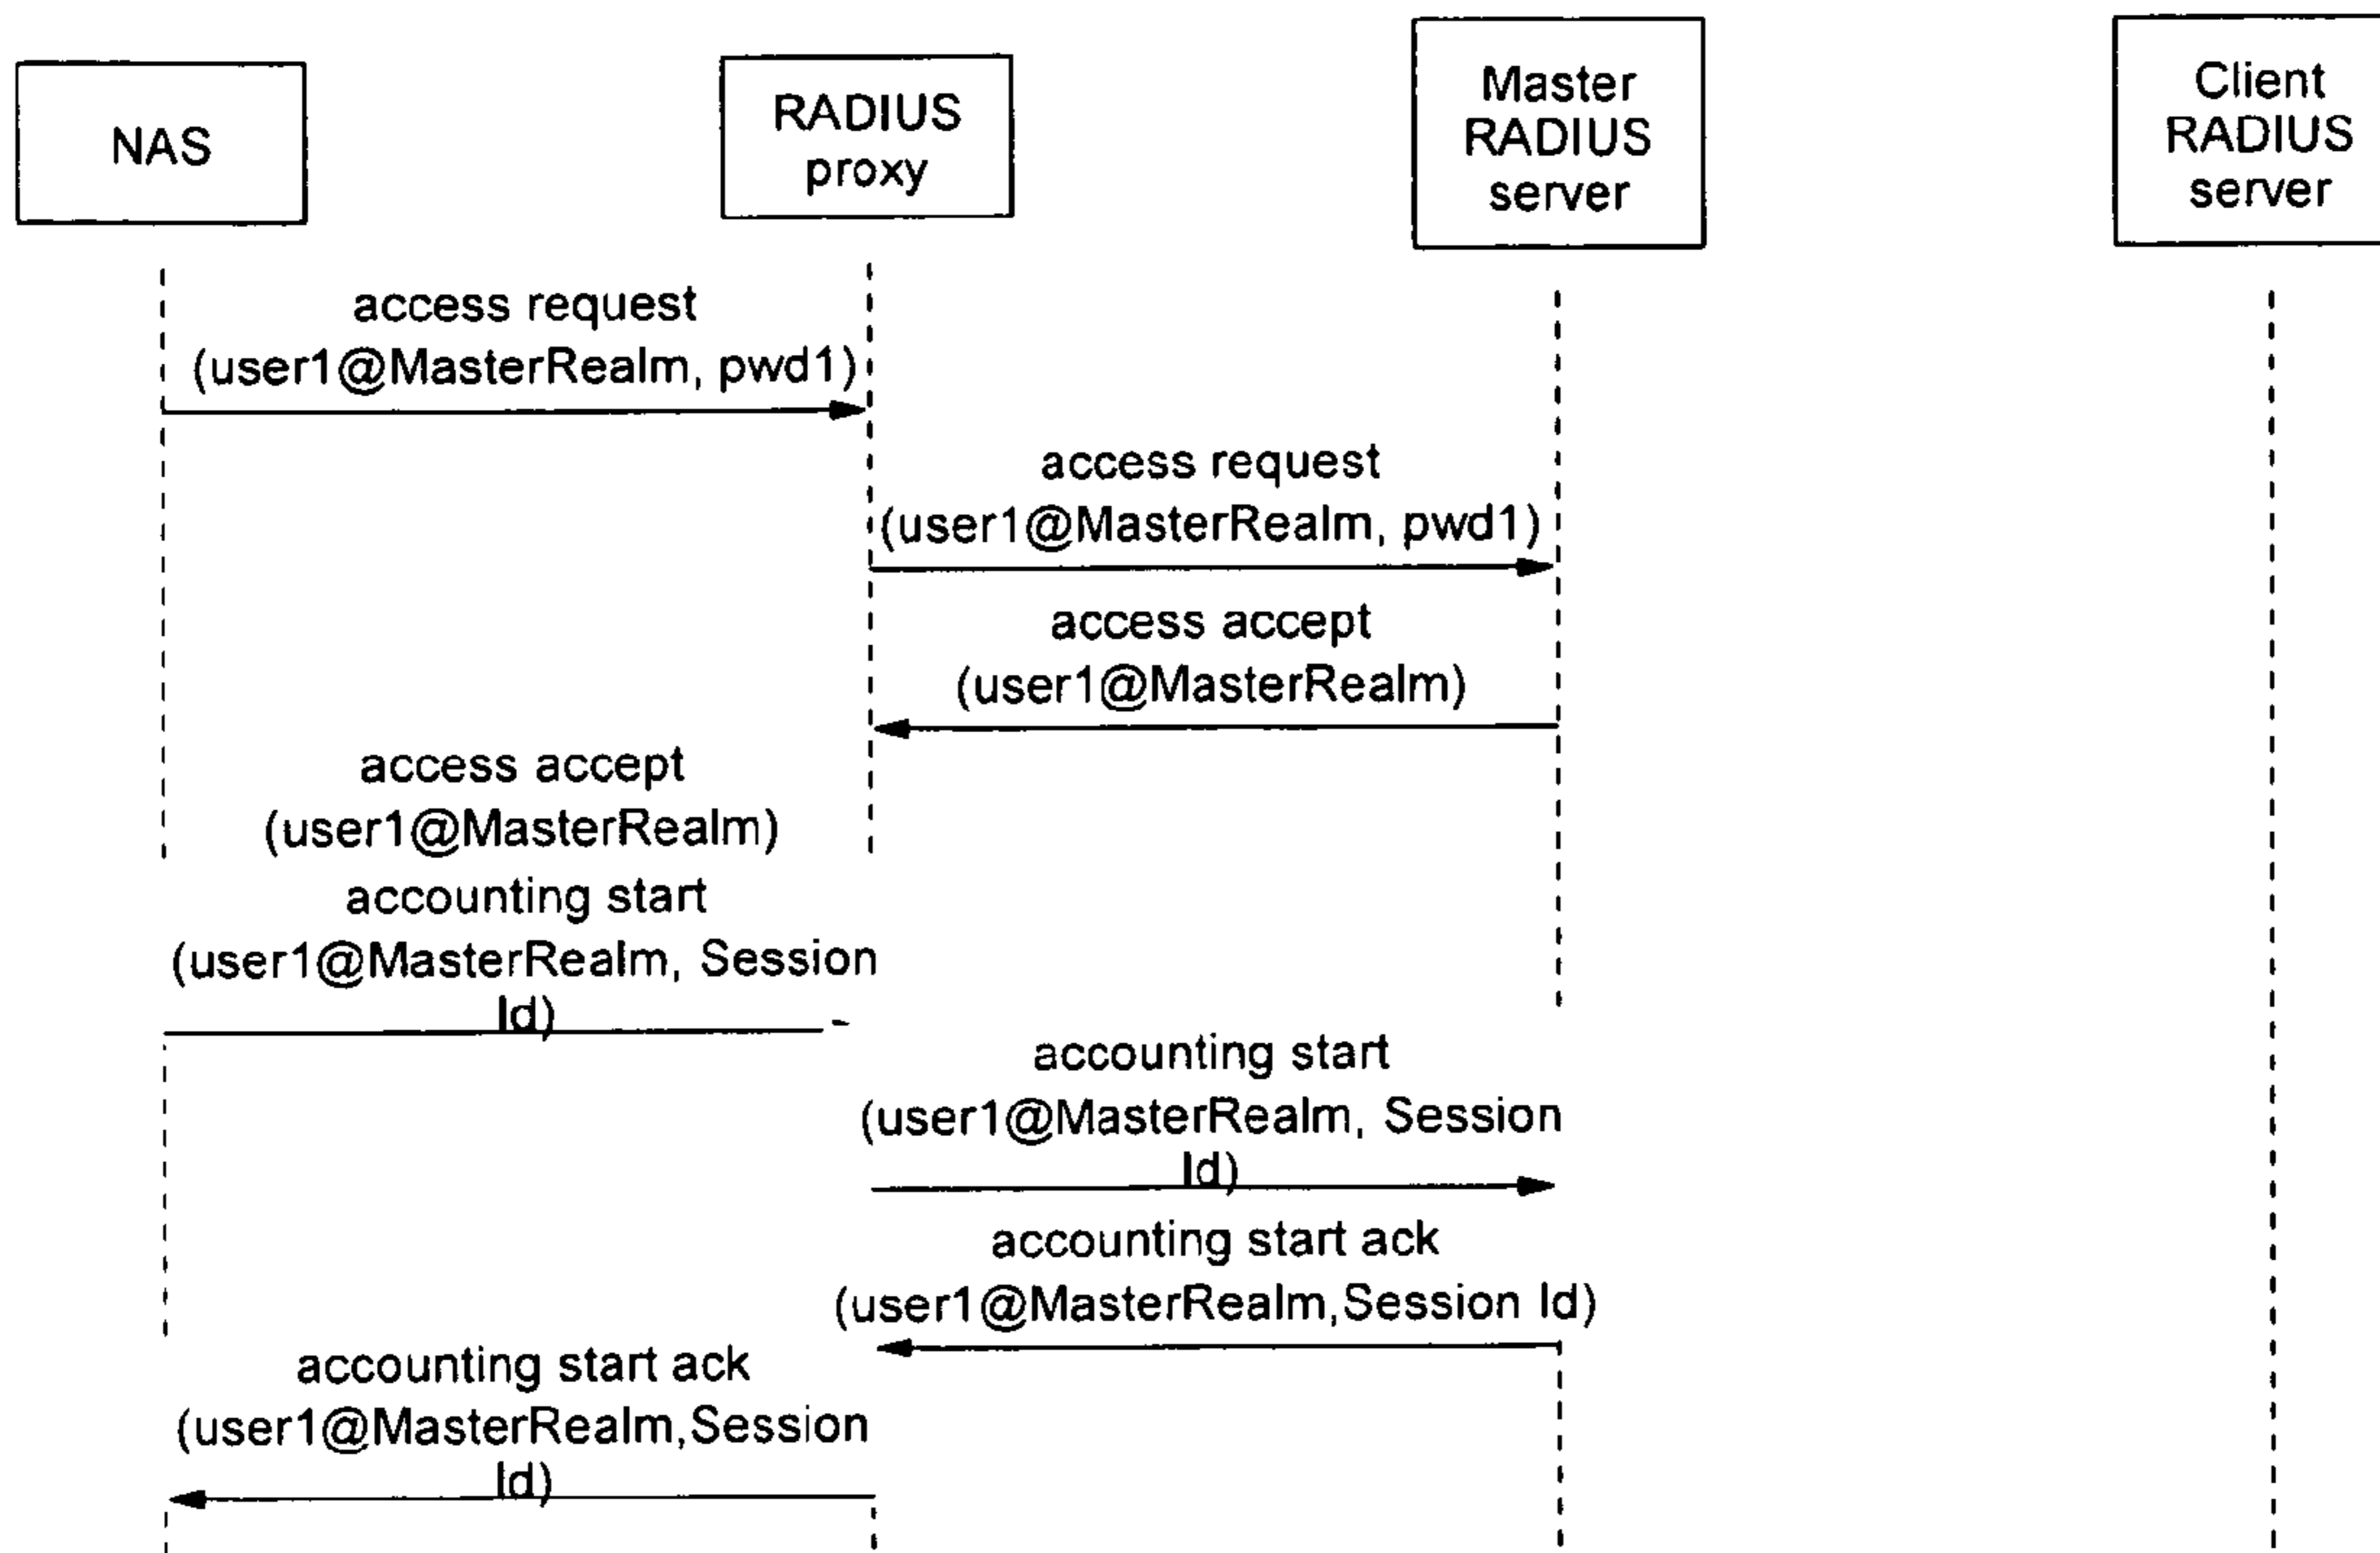 NAS
RADIUS
proxy
Master
RADIUS
server
Client
RADIUS
server
access request
(user1@MasterRealm, pwd1)
access request
(user1@MasterRealm, pwd1)
access accept
(user1@MasterRealm)
access accept
(user1@MasterRealm)
accounting start
(user1@MasterRealm, Session
Id)
accounting start
(user1@MasterRealm, Session
Id)
accounting start ack
(user1@MasterRealm,Session Id)
accounting start ack
(user1@MasterRealm,Session
Id)